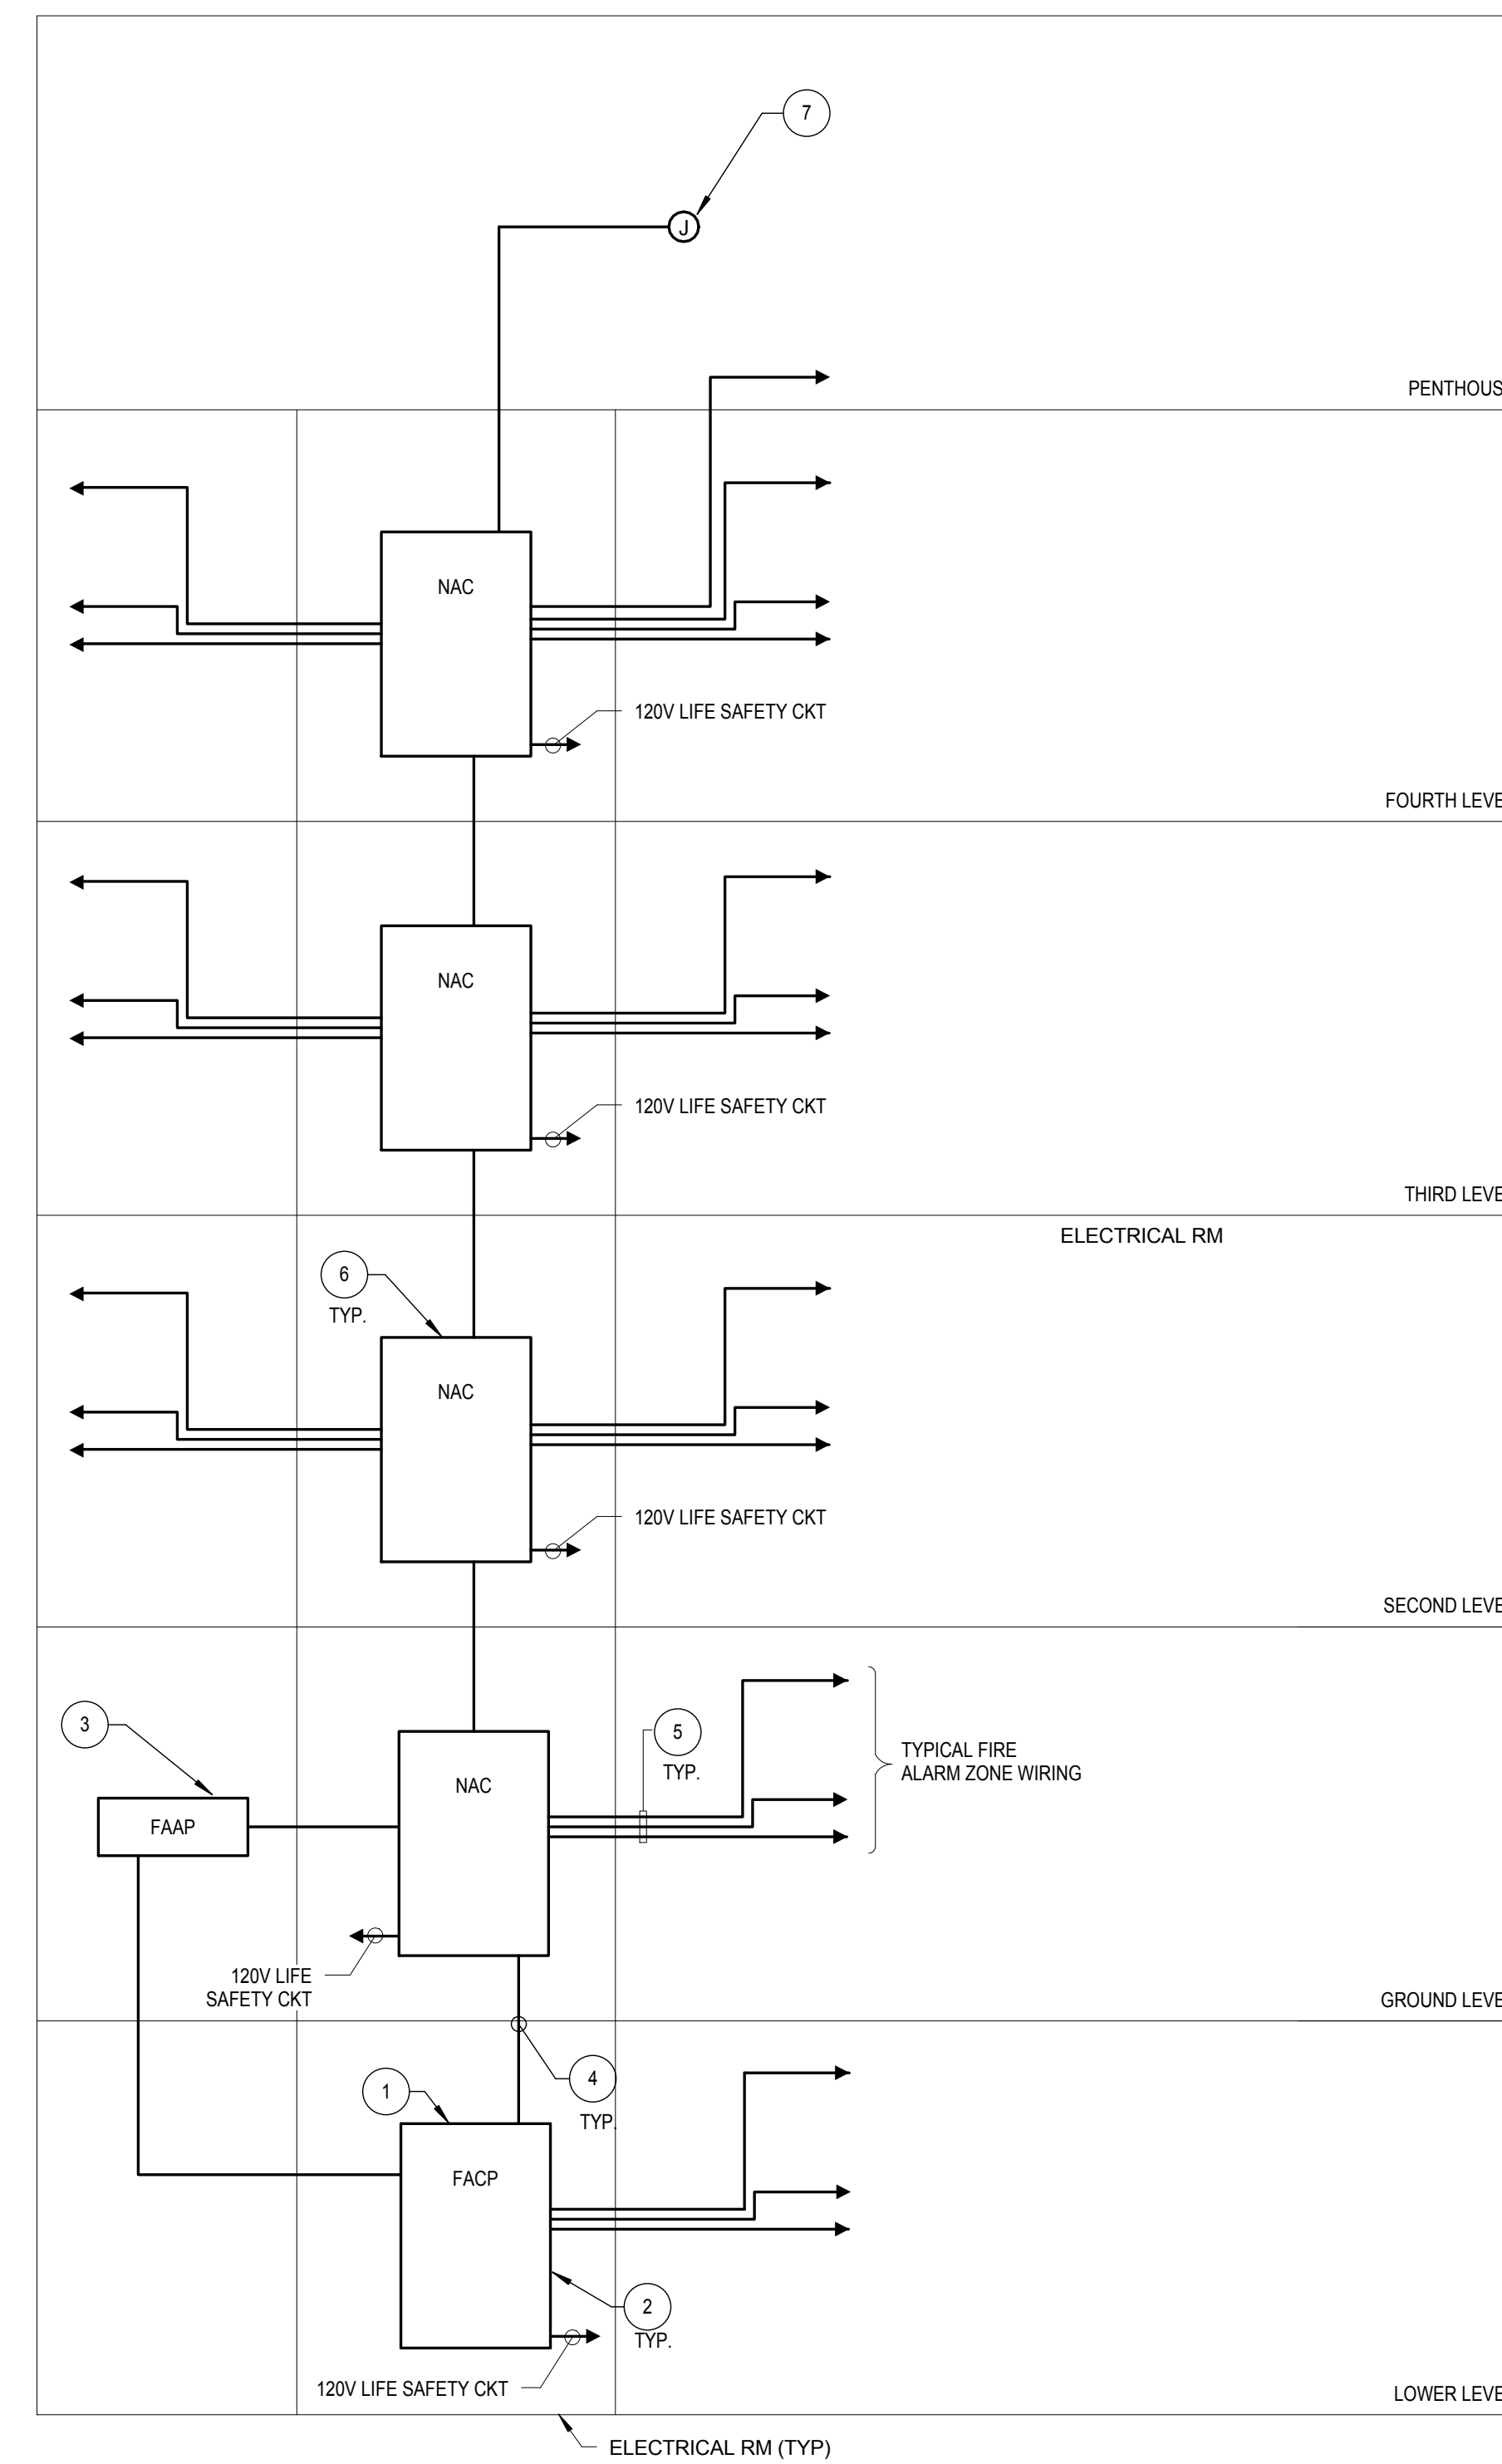 7
J
PENTHOUS
NAC
120V LIFE SAFETY CKT
FOURTH LEVE
NAC
120V LIFE SAFETY CKT
THIRD LEVE
ELECTRICAL RM
6
TYP.
NAC
120V LIFE SAFETY CKT
SECOND LEVE
3
5
TYP.
NAC
TYPICAL FIRE
ALARM ZONE WIRING
FAAP
120V LIFE
SAFETY CKT
GROUND LEVE
1
4
TYP.
FACP
2
TYP.
120V LIFE SAFETY CKT
LOWER LEVE
ELECTRICAL RM (TYP)